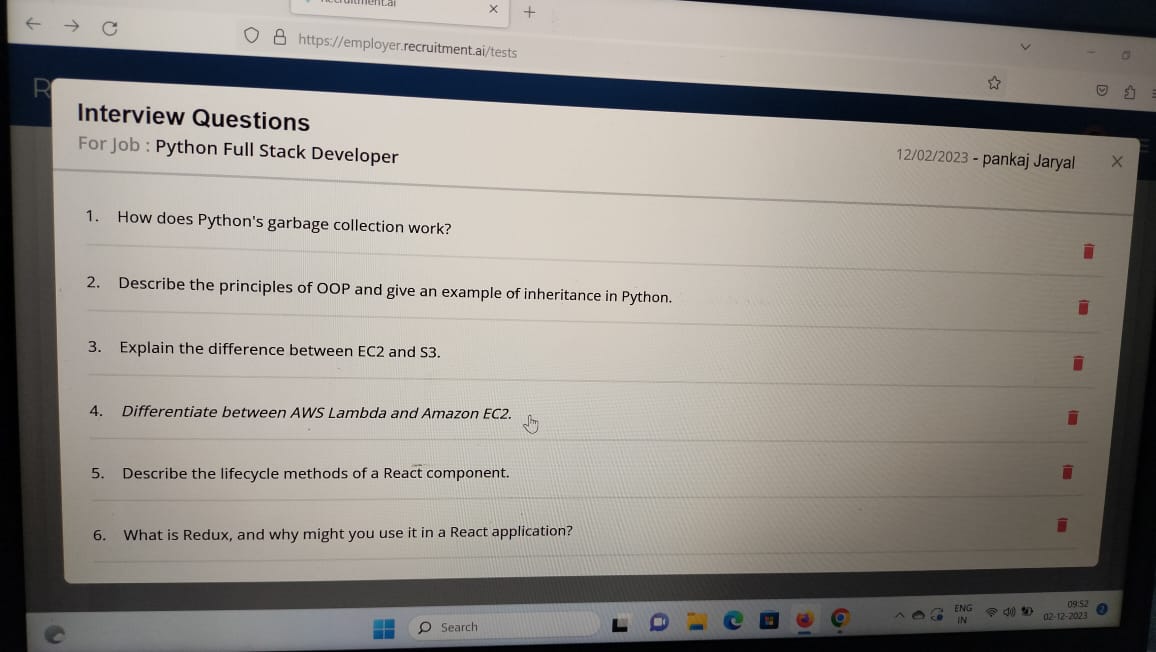 https://employer.recruitment.ai/tests
R
Interview Questions
For Job : Python Full Stack Developer
12/02/2023 - pankaj Jaryal
1. How does Python's garbage collection work?
2. Describe the principles of OOP and give an example of inheritance in Python.
3. Explain the difference between EC2 and S3.
4. Differentiate between AWS Lambda and Amazon EC2.
5. Describe the lifecycle methods of a React component.
6. What is Redux, and why might you use it in a React application?
Search
ENG
IN
09:52
02-12-2023
2